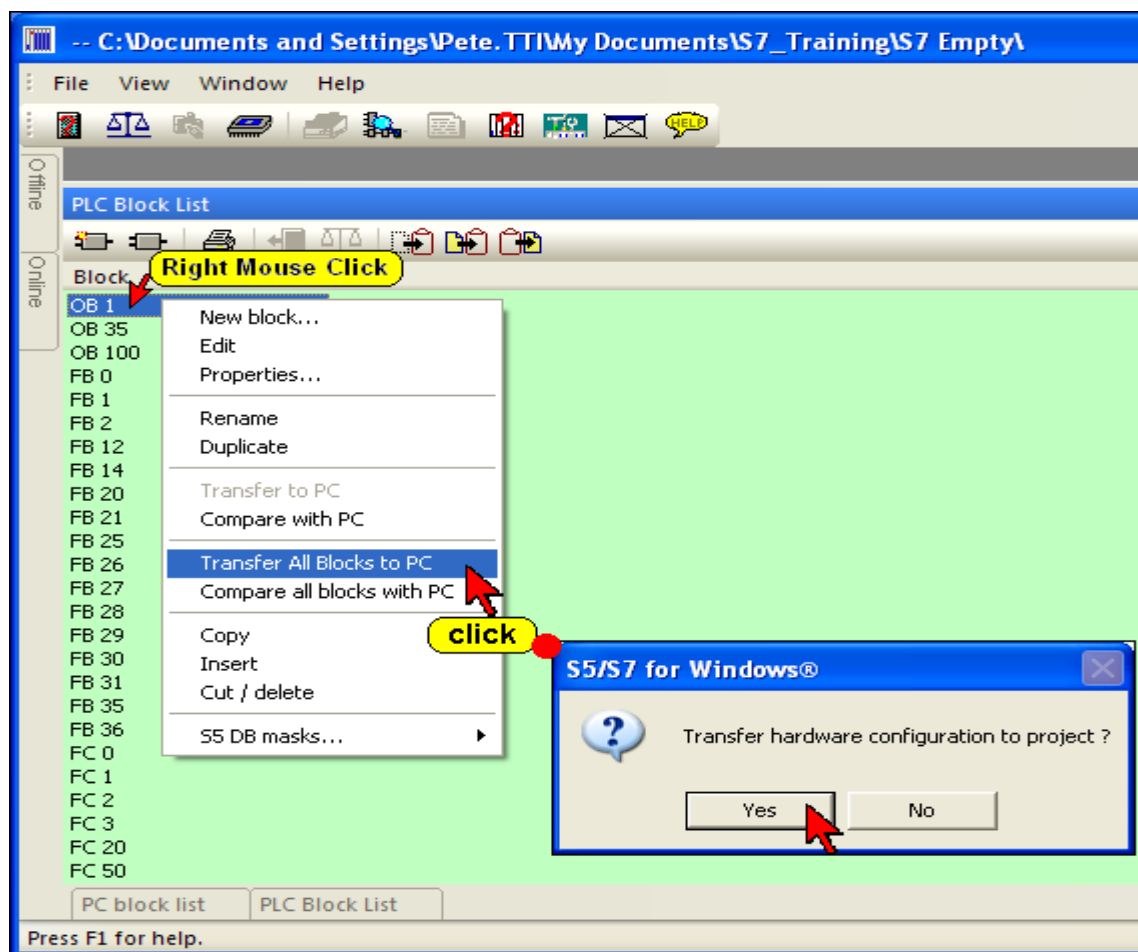 -- C:\Documents and Settings\Pete.TTI\My Documents\S7_Training\S7 Empty\
File View Window Help
HELP
Offline
Online
PLC Block List
Block
Right Mouse Click
OB 1
OB 35
OB 100
FB 0
FB 1
FB 2
FB 12
FB 14
FB 20
FB 21
FB 25
FB 26
FB 27
FB 28
FB 29
FB 30
FB 31
FB 35
FB 36
FC 0
FC 1
FC 2
FC 3
FC 20
FC 50
New block...
Edit
Properties...
Rename
Duplicate
Transfer to PC
Compare with PC
Transfer All Blocks to PC
Compare all blocks with PC
Copy
Insert
Cut / delete
S5 DB masks...
click
S5/S7 for Windows®
Transfer hardware configuration to project ?
Yes No
PC block list PLC Block List
Press F1 for help.